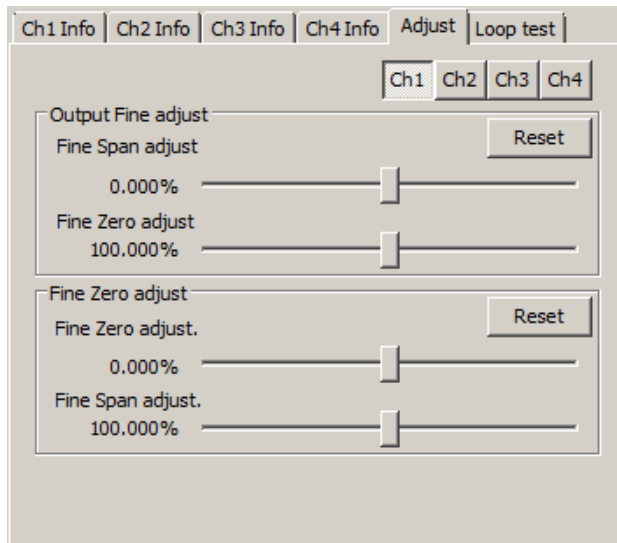 Ch1 Info Ch2 Info Ch3 Info Ch4 Info Adjust Loop test
Ch1 Ch2 Ch3 Ch4
Output Fine adjust
Reset
Fine Span adjust
0.000%
Fine Zero adjust
100.000%
Fine Zero adjust
Reset
Fine Zero adjust.
0.000%
Fine Span adjust.
100.000%